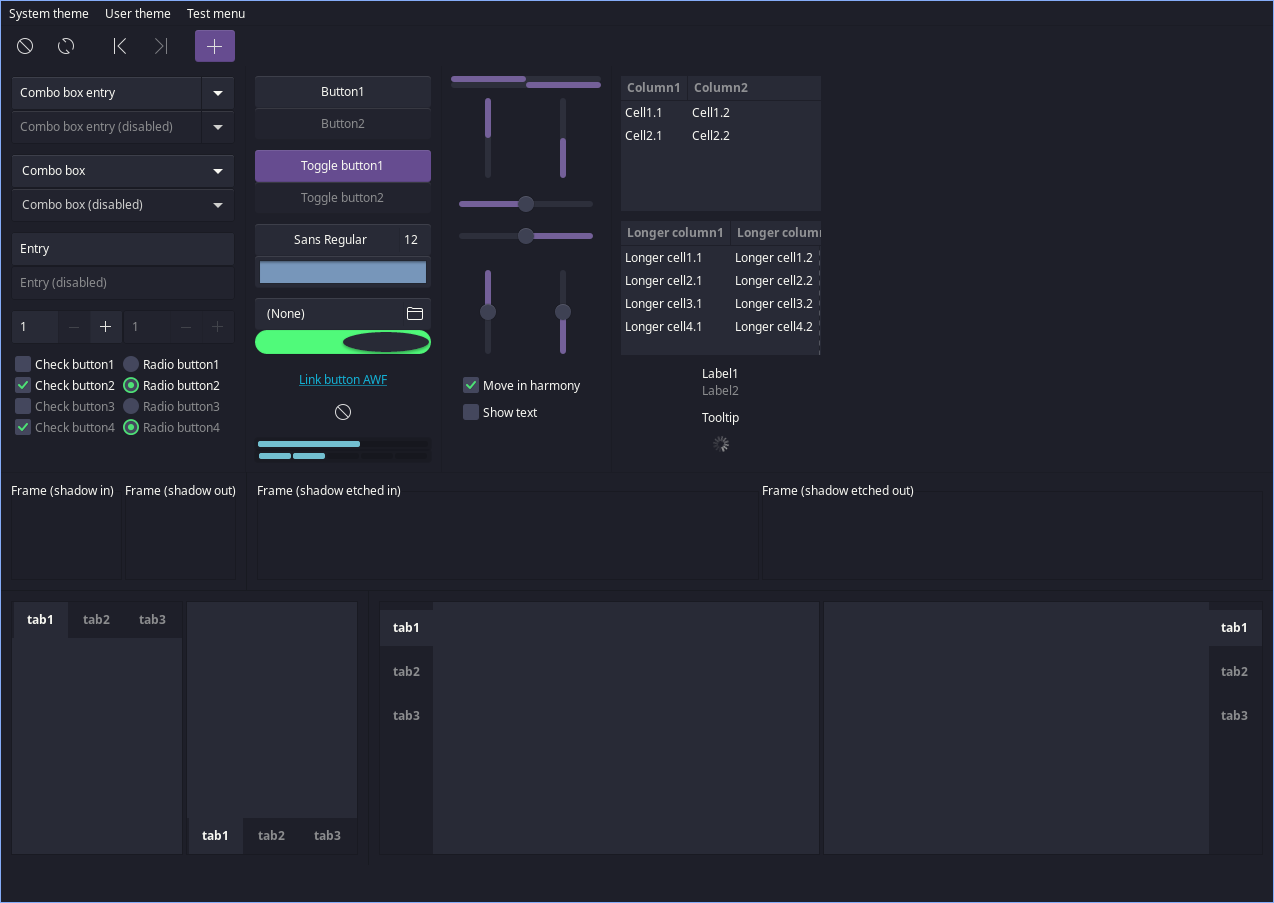 System theme User theme Test menu
Combo box entry
Combo box entry (disabled)
Combo box
Combo box (disabled)
Entry
Entry (disabled)
1 1
Check button1 Radio button1
Check button2 Radio button2
Check button3 Radio button3
Check button4 Radio button4
Button1
Button2
Toggle button1
Toggle button2
Sans Regular 12
(None)
Link button AWF
Move in harmony
Show text
Column1 Column2
Cell1.1 Cell1.2
Cell2.1 Cell2.2
Longer column1 Longer colum
Longer cell1.1 Longer cell1.2
Longer cell2.1 Longer cell2.2
Longer cell3.1 Longer cell3.2
Longer cell4.1 Longer cell4.2
Label1
Label2
Tooltip
Frame (shadow in) Frame (shadow out) Frame (shadow etched in) Frame (shadow etched out)
tab1 tab2 tab3
tab1 tab2 tab3
tab1
tab2
tab3
tab1
tab2
tab3